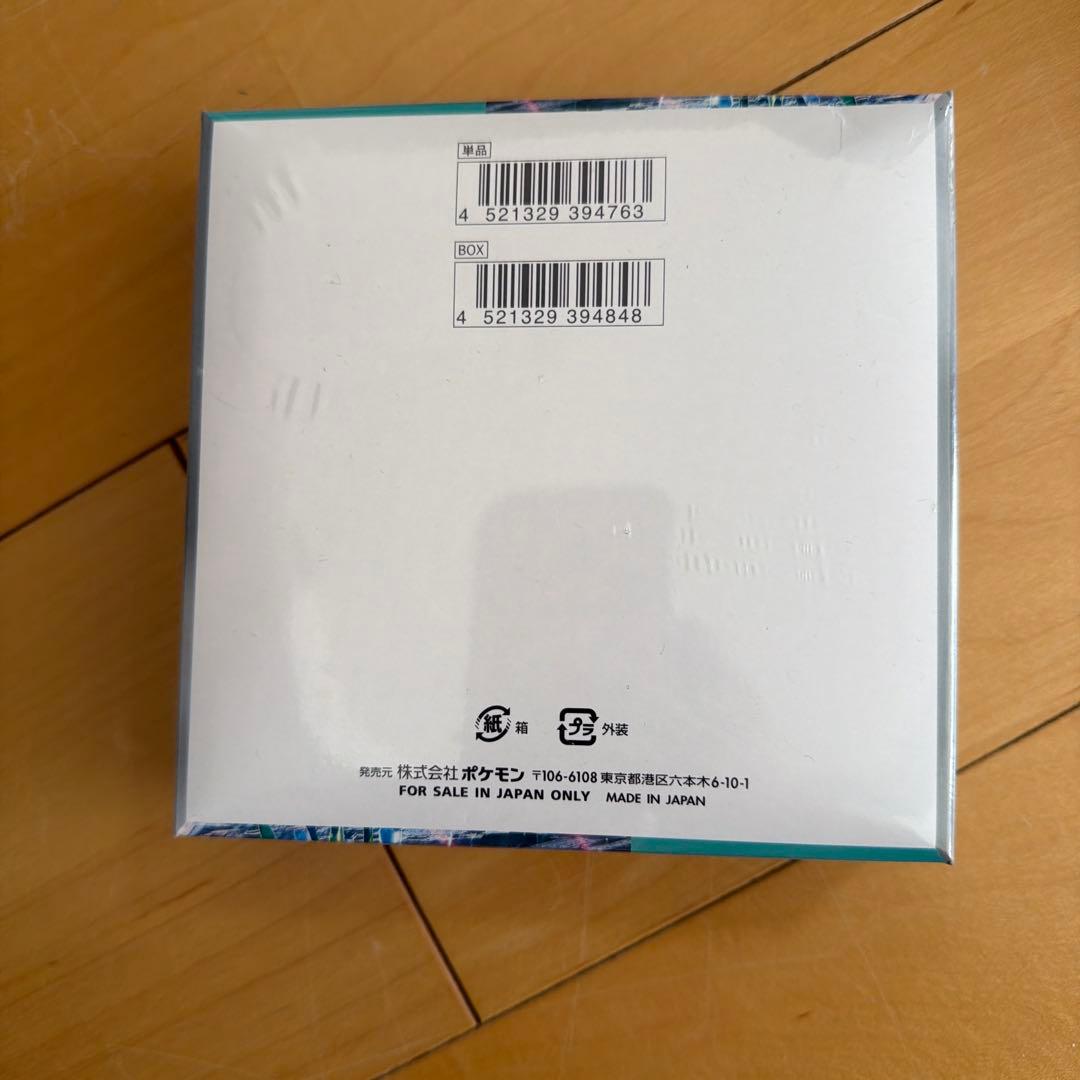 単品
4 521329 394763
BOX
4 521329 394848
紙 箱 プラ 外装
発売元 株式会社 ポケモン 〒106-6108 東京都港区六本木6-10-1
FOR SALE IN JAPAN ONLY MADE IN JAPAN